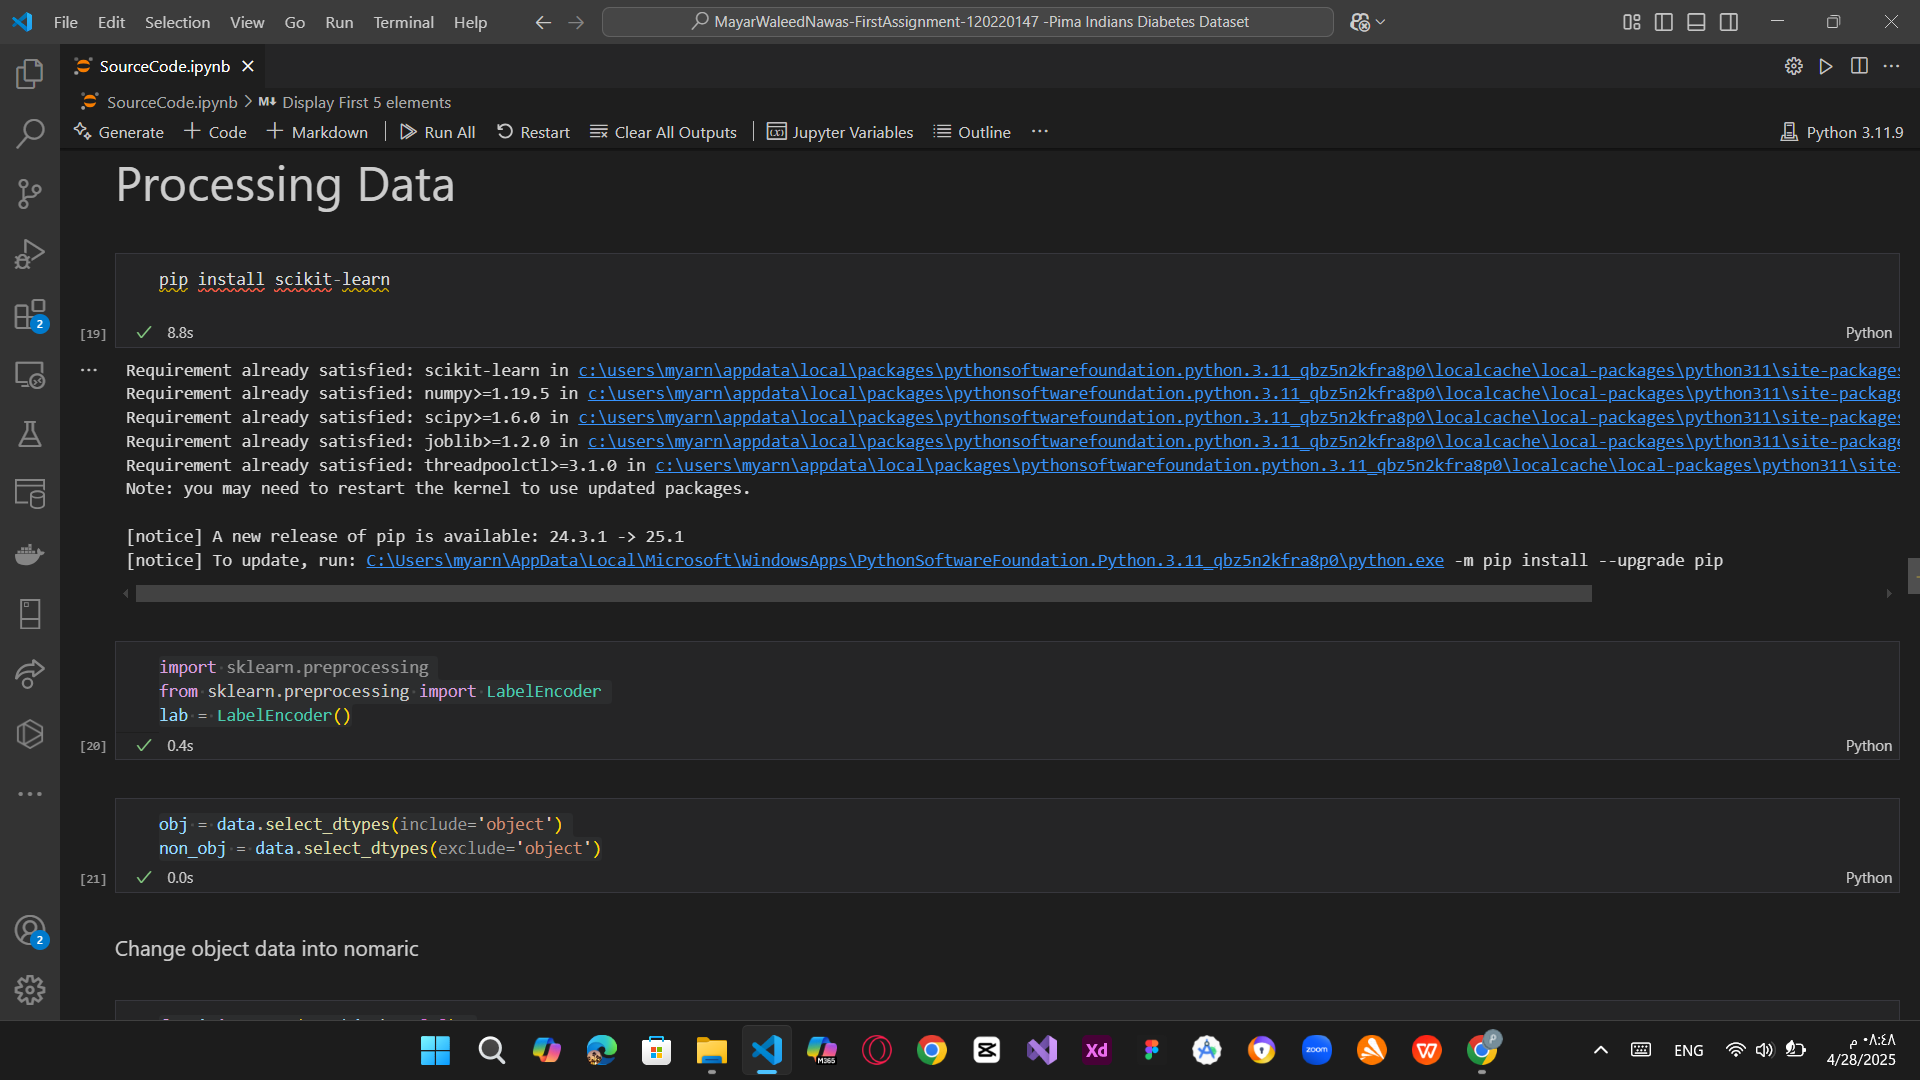 File Edit Selection View Go Run Terminal Help
MayarWaleedNawas-FirstAssignment-120220147 -Pima Indians Diabetes Dataset
SourceCode.ipynb
SourceCode.ipynb > M↓ Display First 5 elements
Generate + Code + Markdown Run All Restart Clear All Outputs Jupyter Variables Outline ... Python 3.11.9
Processing Data
pip install scikit-learn
[19] ✓ 8.8s Python
Requirement already satisfied: scikit-learn in c:\users\myarn\appdata\local\packages\pythonsoftwarefoundation.python.3.11_qbz5n2kfra8p0\localcache\local-packages\python311\site-packages
Requirement already satisfied: numpy>=1.19.5 in c:\users\myarn\appdata\local\packages\pythonsoftwarefoundation.python.3.11_qbz5n2kfra8p0\localcache\local-packages\python311\site-package
Requirement already satisfied: scipy>=1.6.0 in c:\users\myarn\appdata\local\packages\pythonsoftwarefoundation.python.3.11_qbz5n2kfra8p0\localcache\local-packages\python311\site-packages
Requirement already satisfied: joblib>=1.2.0 in c:\users\myarn\appdata\local\packages\pythonsoftwarefoundation.python.3.11_qbz5n2kfra8p0\localcache\local-packages\python311\site-package
Requirement already satisfied: threadpoolctl>=3.1.0 in c:\users\myarn\appdata\local\packages\pythonsoftwarefoundation.python.3.11_qbz5n2kfra8p0\localcache\local-packages\python311\site-
Note: you may need to restart the kernel to use updated packages.
[notice] A new release of pip is available: 24.3.1 -> 25.1
[notice] To update, run: C:\Users\myarn\AppData\Local\Microsoft\WindowsApps\PythonSoftwareFoundation.Python.3.11_qbz5n2kfra8p0\python.exe -m pip install --upgrade pip
import sklearn.preprocessing
from sklearn.preprocessing import LabelEncoder
lab = LabelEncoder()
[20] ✓ 0.4s Python
obj = data.select_dtypes(include='object')
non_obj = data.select_dtypes(exclude='object')
[21] ✓ 0.0s Python
Change object data into nomaric
2
2
M365
Xd
zoom
P
ENG
٠٨:٤٨ م
4/28/2025